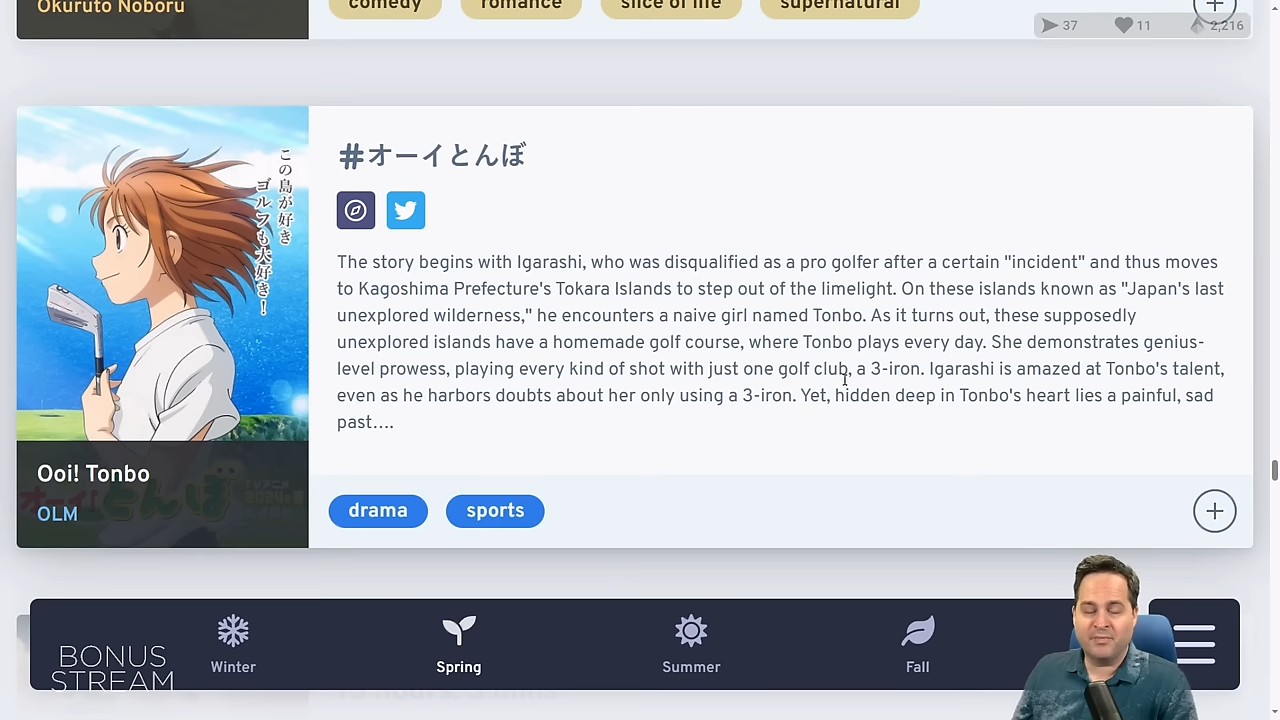 Okuruto Noboru
comedy
romance
slice of life
supernatural
37
11
2,216
この島が好き
ゴルフも大好き!
#オーイとんぼ
The story begins with Igarashi, who was disqualified as a pro golfer after a certain "incident" and thus moves
to Kagoshima Prefecture's Tokara Islands to step out of the limelight. On these islands known as "Japan's last
unexplored wilderness," he encounters a naive girl named Tonbo. As it turns out, these supposedly
unexplored islands have a homemade golf course, where Tonbo plays every day. She demonstrates genius-
level prowess, playing every kind of shot with just one golf club, a 3-iron. Igarashi is amazed at Tonbo's talent,
even as he harbors doubts about her only using a 3-iron. Yet, hidden deep in Tonbo's heart lies a painful, sad
past....
Ooi! Tonbo
OLM
drama
sports
BONUS
STREAM
Winter
Spring
Summer
Fall